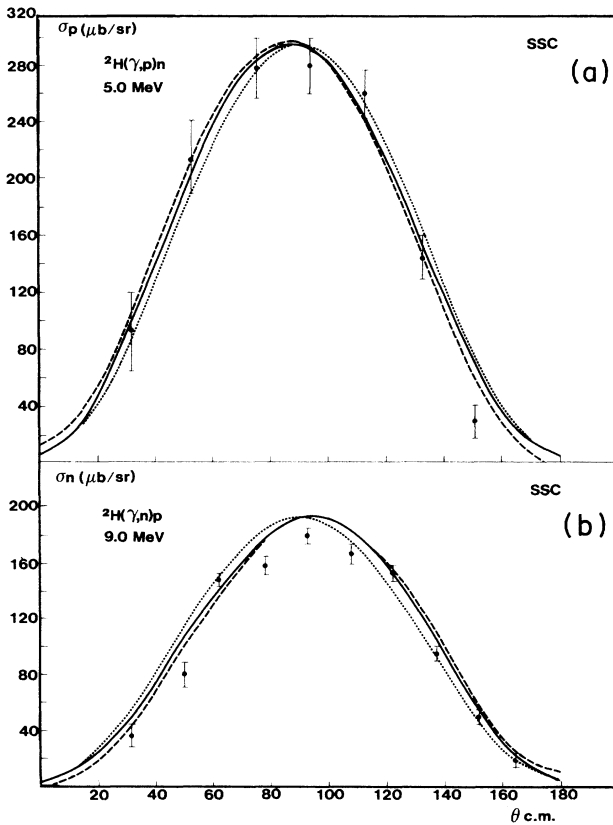 320
σp (μb/sr)
SSC
²H(γ,p)n
5.0 MeV
(a)
280
240
200
160
120
80
40
σn (μb/sr)
SSC
²H(γ,n)p
9.0 MeV
(b)
200
160
120
80
40
20 40 60 80 100 120 140 160 180
θ c.m.